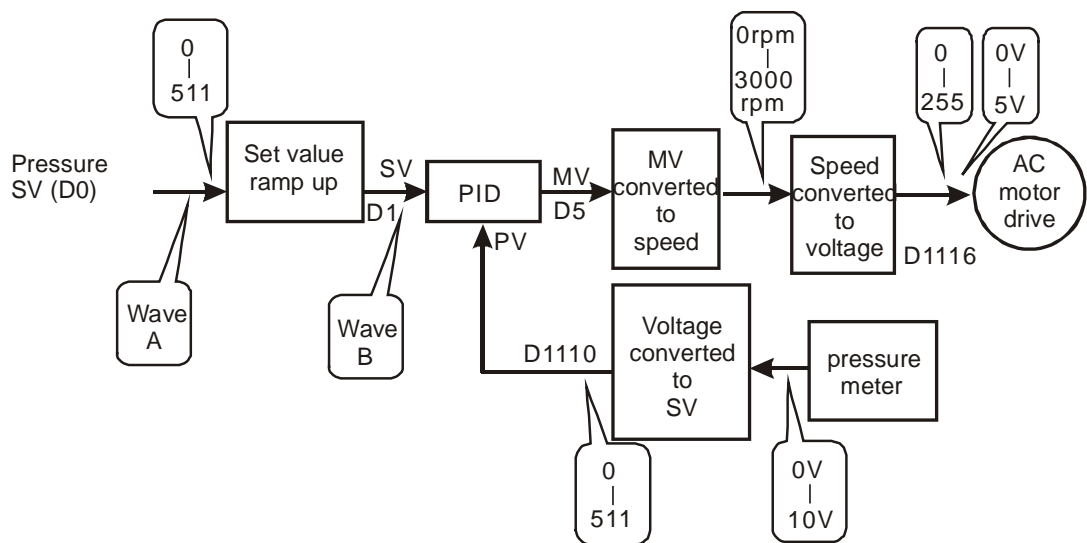 0
|
511
0rpm
|
3000
rpm
0
|
255
0V
|
5V
Pressure
SV (D0)
Set value
ramp up
SV
D1
PID
MV
D5
MV
converted
to
speed
Speed
converted
to
voltage
D1116
AC
motor
drive
PV
Wave
A
Wave
B
D1110
Voltage
converted
to
SV
pressure
meter
0
|
511
0V
|
10V